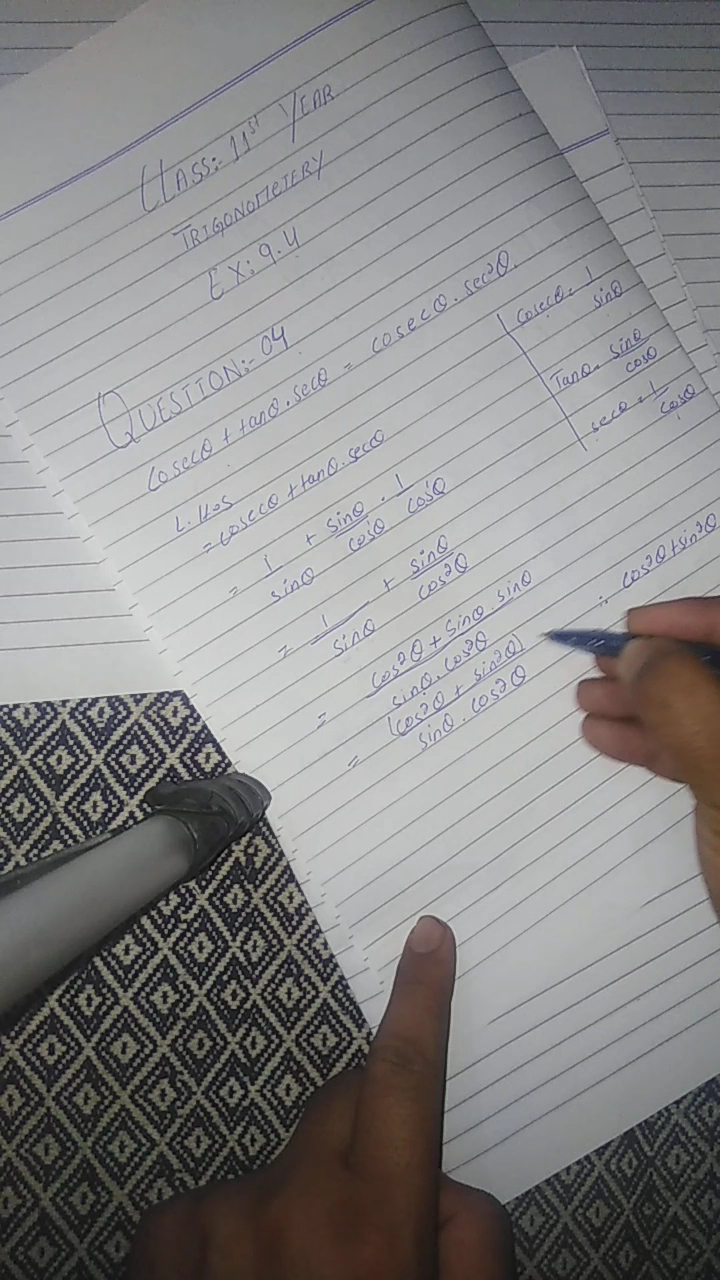 CLASS:- 11st YEAR
TRIGONOMETERY
EX: 9.4
QUESTION:- 04
cosecθ + tanθ . secθ = cosecθ . sec²θ.
cosecθ = 1/sinθ
Tanθ = sinθ/cosθ
secθ = 1/cosθ
L.HoS
= cosecθ + tanθ . secθ
= 1/sinθ + sinθ/cosθ . 1/cosθ
= 1/sinθ + sinθ/cos²θ
= cos²θ + sinθ . sinθ / sinθ . cos²θ
∵ cos²θ + sin²θ
= (cos²θ + sin²θ) / sinθ . cos²θ